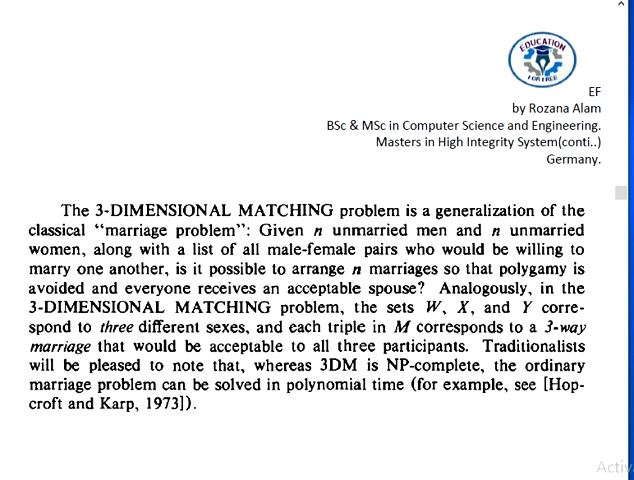 EDUCATION
FOR FREE
EF
by Rozana Alam
BSc & MSc in Computer Science and Engineering.
Masters in High Integrity System(conti..)
Germany.
The 3-DIMENSIONAL MATCHING problem is a generalization of the
classical “marriage problem”: Given n unmarried men and n unmarried
women, along with a list of all male-female pairs who would be willing to
marry one another, is it possible to arrange n marriages so that polygamy is
avoided and everyone receives an acceptable spouse? Analogously, in the
3-DIMENSIONAL MATCHING problem, the sets W, X, and Y corre-
spond to three different sexes, and each triple in M corresponds to a 3-way
marriage that would be acceptable to all three participants. Traditionalists
will be pleased to note that, whereas 3DM is NP-complete, the ordinary
marriage problem can be solved in polynomial time (for example, see [Hop-
croft and Karp, 1973]).
Activ